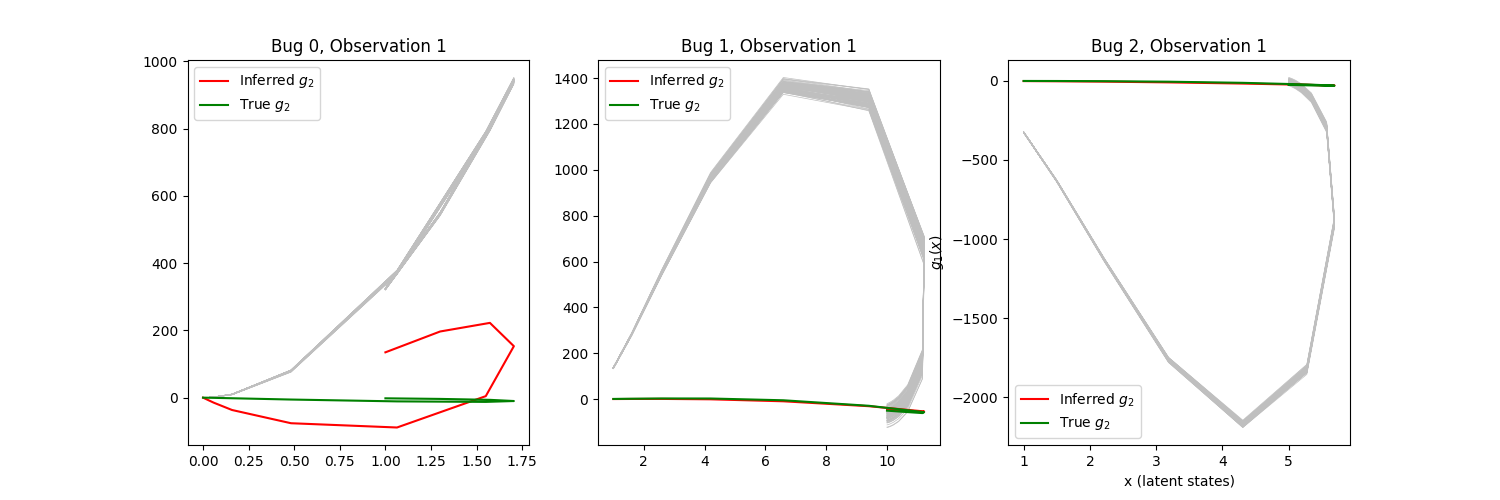 Bug 0, Observation 1
Inferred g₂
True g₂
1000
800
600
400
200
0
0.00 0.25 0.50 0.75 1.00 1.25 1.50 1.75
Bug 1, Observation 1
Inferred g₂
True g₂
1400
1200
1000
800
600
400
200
0
2 4 6 8 10
Bug 2, Observation 1
g₁(x)
0
−500
−1000
−1500
−2000
Inferred g₂
True g₂
1 2 3 4 5
x (latent states)